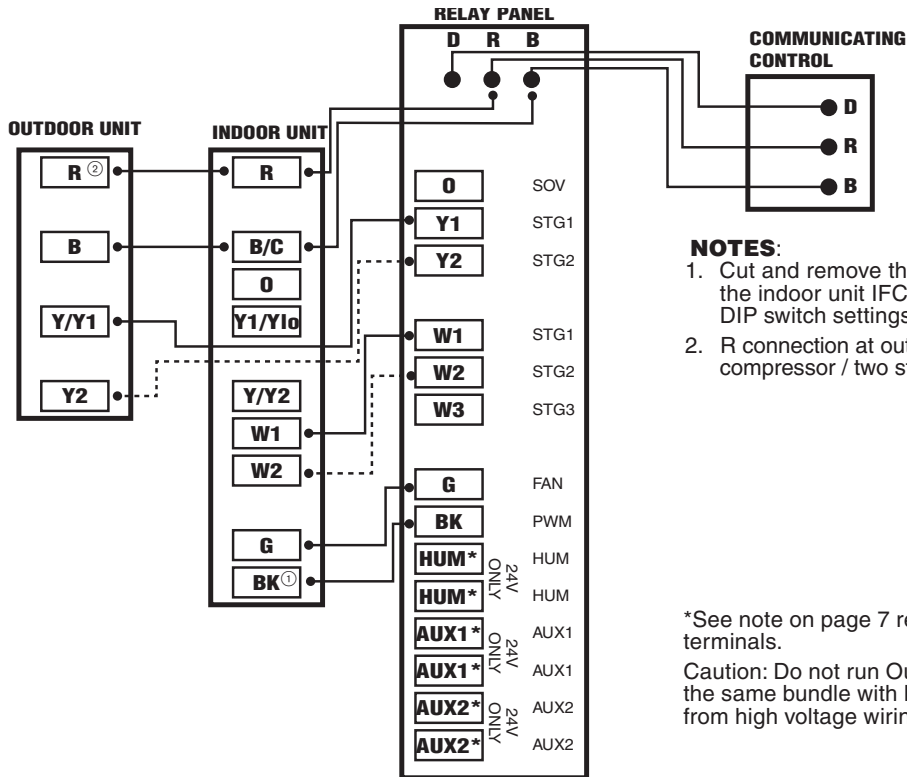 RELAY PANEL
D R B
COMMUNICATING
CONTROL
D
R
B
OUTDOOR UNIT
R ②
B
Y/Y1
Y2
INDOOR UNIT
R
B/C
O
Y1/Ylo
Y/Y2
W1
W2
G
BK①
O SOV
Y1 STG1
Y2 STG2
W1 STG1
W2 STG2
W3 STG3
G FAN
BK PWM
HUM* HUM
HUM* HUM
24V
ONLY
AUX1* AUX1
AUX1* AUX1
24V
ONLY
AUX2* AUX2
AUX2* AUX2
24V
ONLY
NOTES:
1. Cut and remove th
the indoor unit IFC
DIP switch settings
2. R connection at out
compressor / two s
*See note on page 7 re
terminals.
Caution: Do not run Ou
the same bundle with
from high voltage wirin